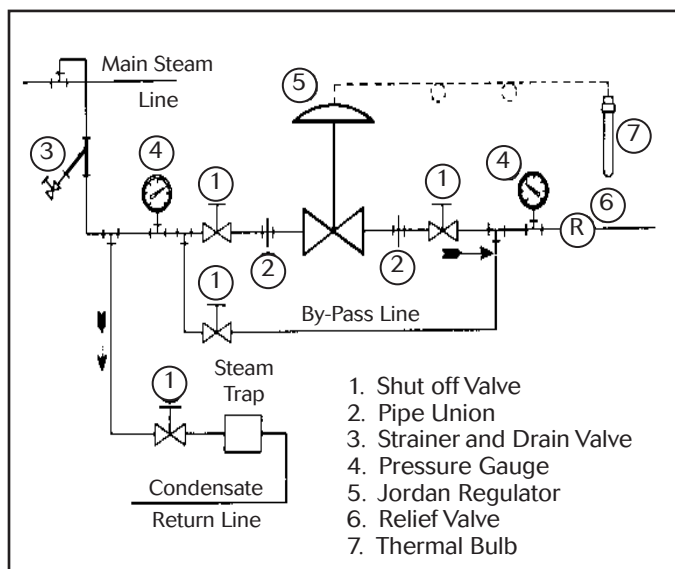 Main Steam
Line
5
3
4
1
4
7
1
6
2
2
1
By-Pass Line
R
Steam
Trap
1
Condensate
Return Line
1. Shut off Valve
2. Pipe Union
3. Strainer and Drain Valve
4. Pressure Gauge
5. Jordan Regulator
6. Relief Valve
7. Thermal Bulb